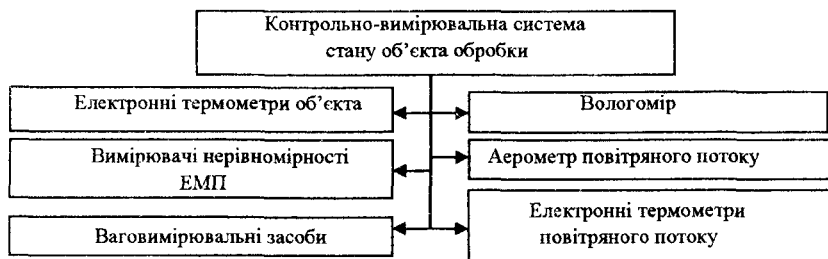 Контрольно-вимірювальна система
стану об’єкта обробки
Електронні термометри об’єкта
Вологомір
Вимірювачі нерівномірності
ЕМП
Аерометр повітряного потоку
Ваговимірювальні засоби
Електронні термометри
повітряного потоку